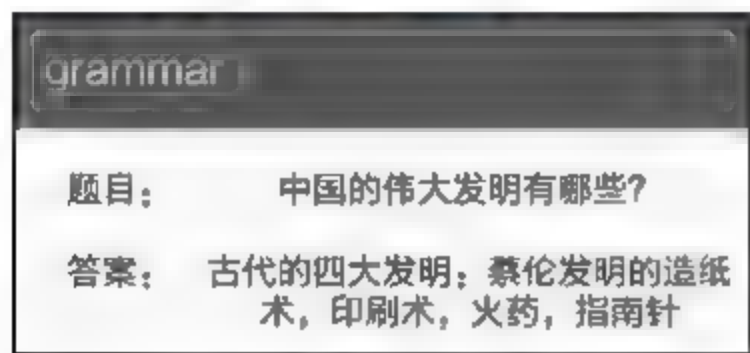 grammar
题目： 中国的伟大发明有哪些?
答案： 古代的四大发明：蔡伦发明的造纸
术，印刷术，火药，指南针